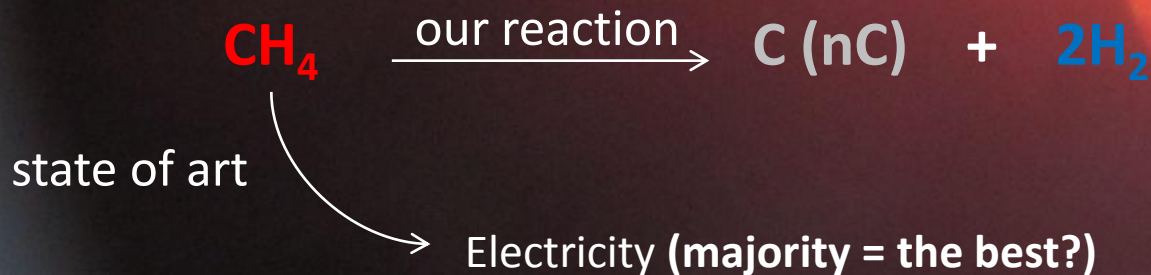 our reaction
CH₄ C (nC) + 2H₂
state of art
Electricity (majority = the best?)